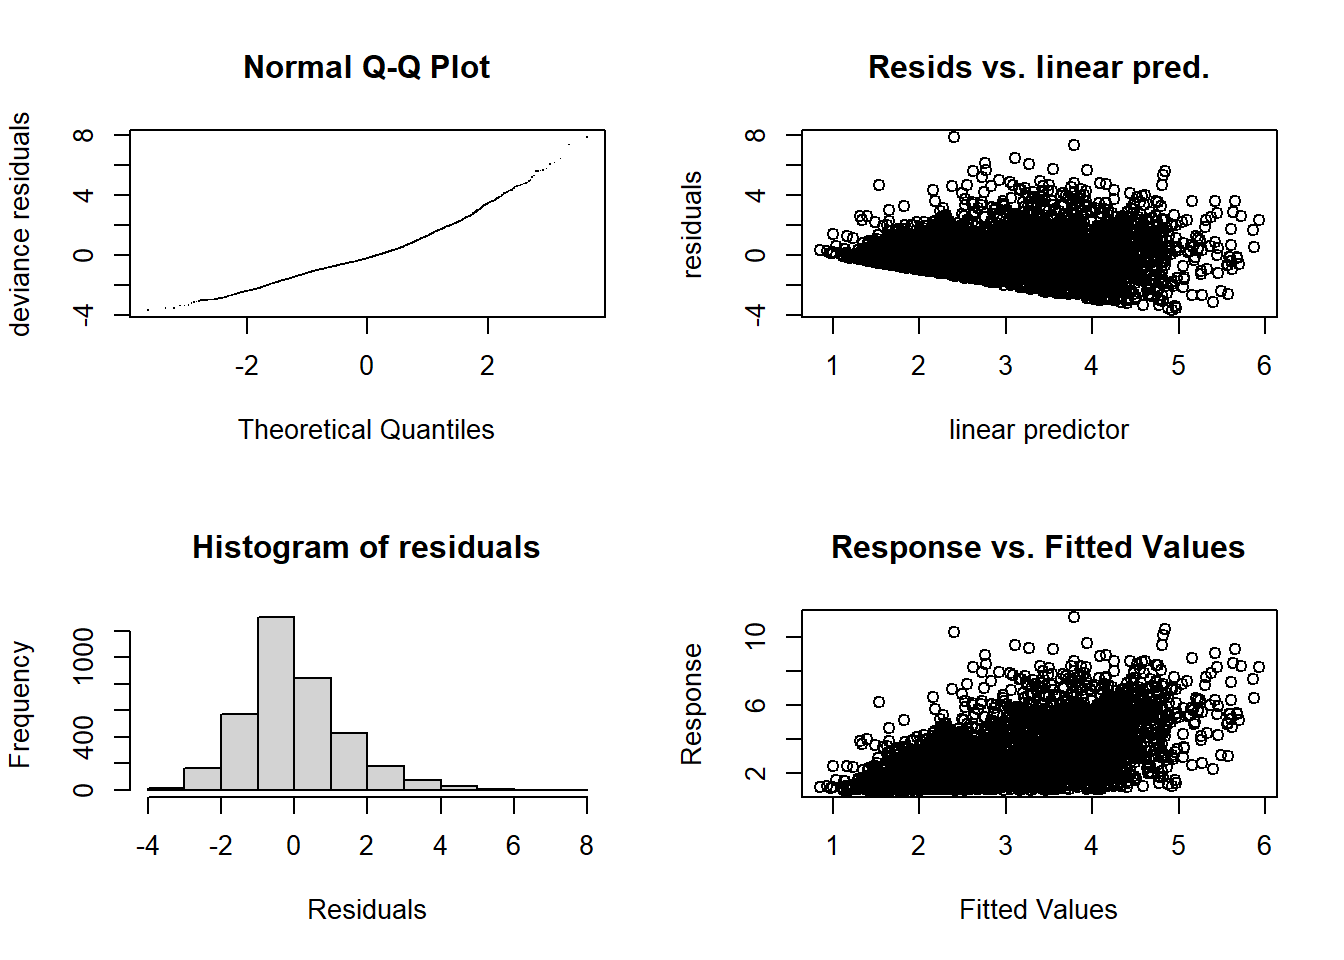 Normal Q-Q Plot
deviance residuals
-4 0 4 8
-2 0 2
Theoretical Quantiles
Resids vs. linear pred.
residuals
-4 0 4 8
1 2 3 4 5 6
linear predictor
Histogram of residuals
Frequency
0 400 1000
-4 -2 0 2 4 6 8
Residuals
Response vs. Fitted Values
Response
2 6 10
1 2 3 4 5 6
Fitted Values